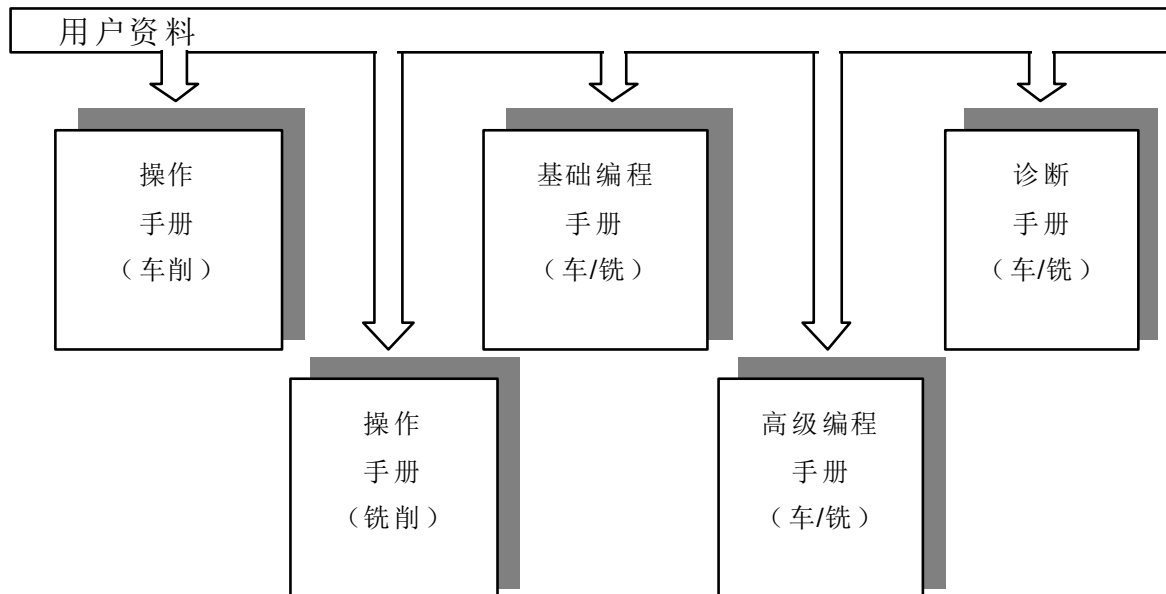 用户资料
操作
手册
（车削）
基础编程
手册
（车/铣）
诊断
手册
（车/铣）
操作
手册
（铣削）
高级编程
手册
（车/铣）